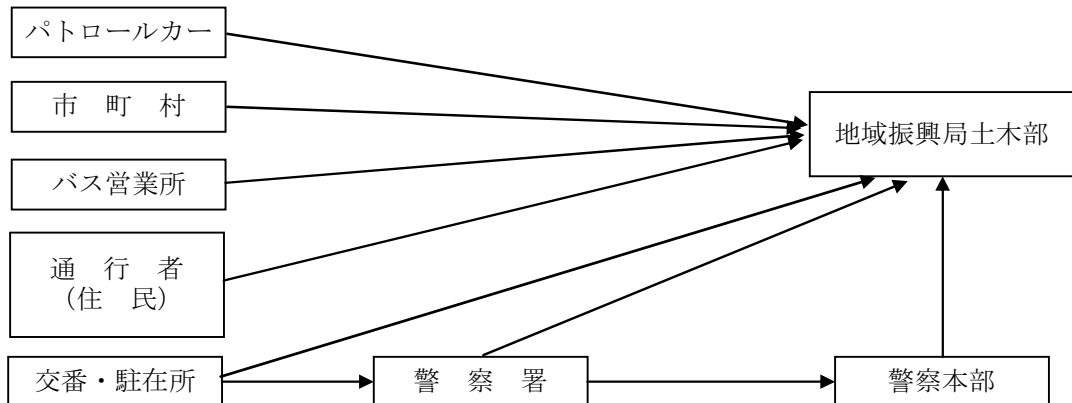 パトロールカー
市　町　村
地域振興局土木部
バス営業所
通　行　者
（住　民）
交番・駐在所
警　察　署
警察本部